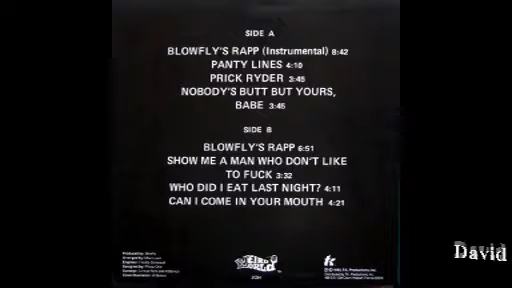 SIDE A
BLOWFLY'S RAPP (Instrumental) 8:42
PANTY LINES 4:10
PRICK RYDER 3:45
NOBODY'S BUTT BUT YOURS,
BABE 3:45
SIDE B
BLOWFLY'S RAPP 6:51
SHOW ME A MAN WHO DON'T LIKE
TO FUCK 3:32
WHO DID I EAT LAST NIGHT? 4:11
CAN I COME IN YOUR MOUTH 4:21
WEIRD
WORLD
David